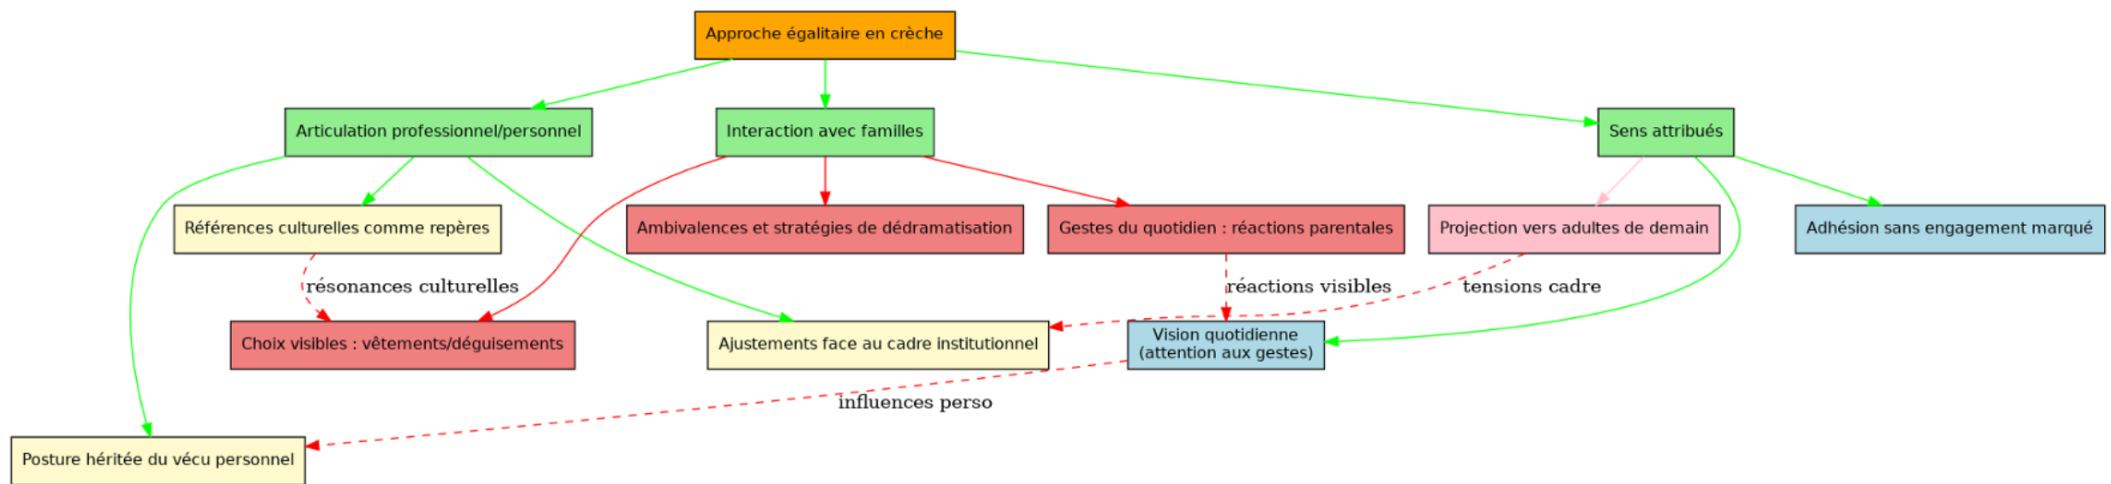 Approche égalitaire en crèche
Articulation professionnel/personnel
Interaction avec familles
Sens attribués
Références culturelles comme repères
Ambivalences et stratégies de dédramatisation
Gestes du quotidien : réactions parentales
Projection vers adultes de demain
Adhésion sans engagement marqué
résonances culturelles
réactions visibles
tensions cadre
Choix visibles : vêtements/déguisements
Ajustements face au cadre institutionnel
Vision quotidienne
(attention aux gestes)
influences perso
Posture héritée du vécu personnel